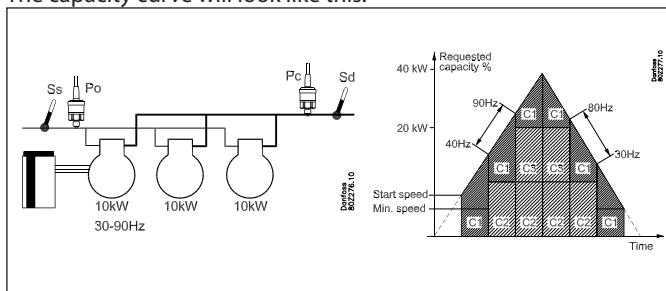 The capacity curve will look like this:
Ss
Po
Pc
Sd
10kW
10kW
10kW
30-90Hz
Danfoss
80Z276.10
Requested
capacity %
40 kW
20 kW
90Hz
40Hz
80Hz
30Hz
Start speed
Min. speed
C1
C1
C1
C3
C3
C1
C1
C2
C2
C2
C2
C1
Time
Danfoss
80Z277.10